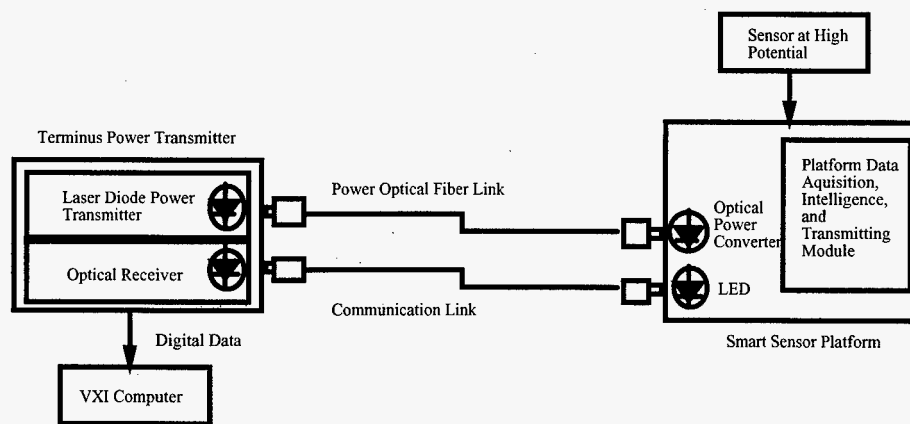 Sensor at High
Potential
Terminus Power Transmitter
Laser Diode Power
Transmitter
Optical Receiver
Power Optical Fiber Link
Communication Link
Optical
Power
Converter
LED
Platform Data
Aquisition,
Intelligence,
and
Transmitting
Module
Smart Sensor Platform
Digital Data
VXI Computer